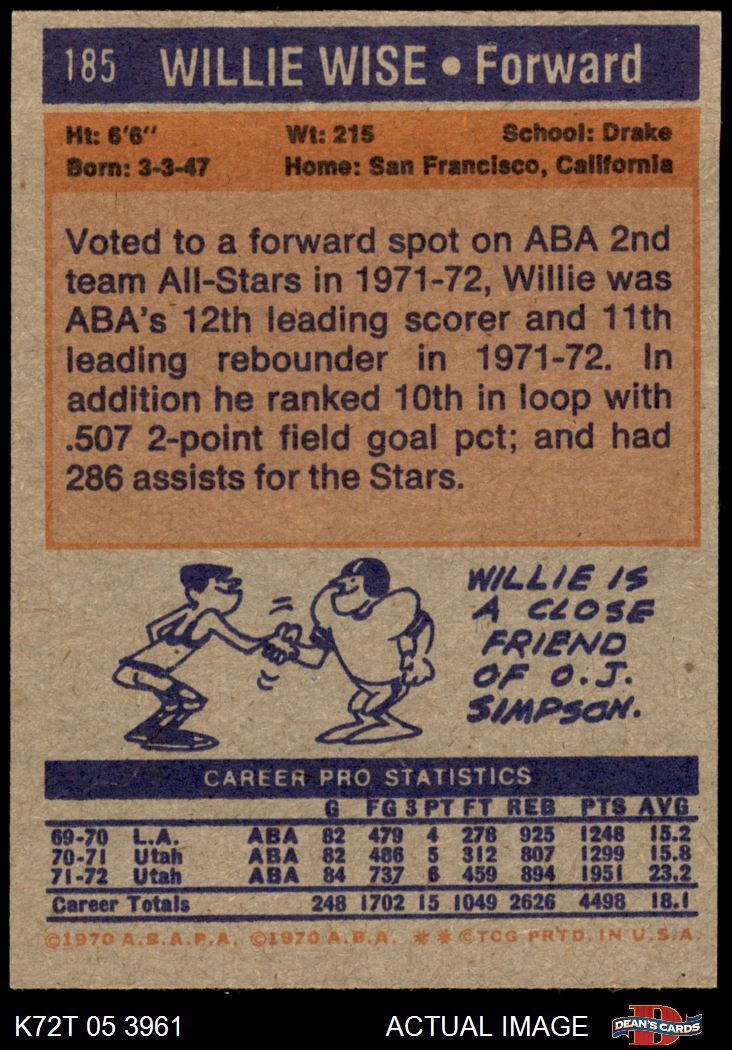 185 WILLIE WISE • Forward
Ht: 6'6" Wt: 215 School: Drake
Born: 3-3-47 Home: San Francisco, California
Voted to a forward spot on ABA 2nd
team All-Stars in 1971-72, Willie was
ABA's 12th leading scorer and 11th
leading rebounder in 1971-72. In
addition he ranked 10th in loop with
.507 2-point field goal pct; and had
286 assists for the Stars.
WILLIE IS
A CLOSE
FRIEND
OF O.J.
SIMPSON.
CAREER PRO STATISTICS
G FG 3PT FT REB PTS AVG
69-70 L.A. ABA 82 479 4 278 925 1248 15.2
70-71 Utah ABA 82 486 5 312 807 1299 15.8
71-72 Utah ABA 84 737 6 459 894 1951 23.2
Career Totals 248 1702 15 1049 2626 4498 18.1
©1970 A.B.A.P.A. ©1970 A.B.A. ** ©TCG PRTD. IN U.S.A.
K72T 05 3961 ACTUAL IMAGE D DEAN'S CARDS